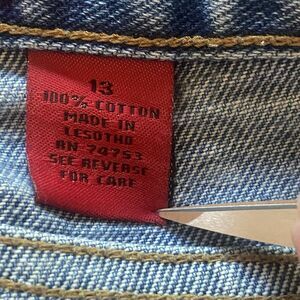 13
100% COTTON
MADE IN
LESOTHO
RN 74753
SEE REVERSE
FOR CARE